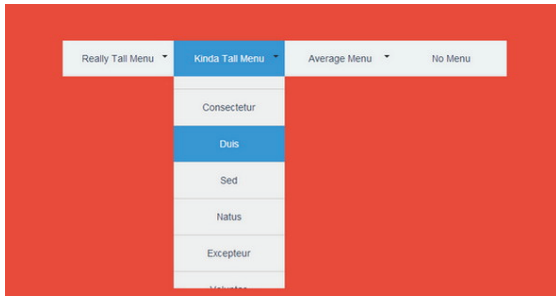 Really Tall Menu
Kinda Tall Menu
Average Menu
No Menu
Consectetur
Duis
Sed
Natus
Excepteur